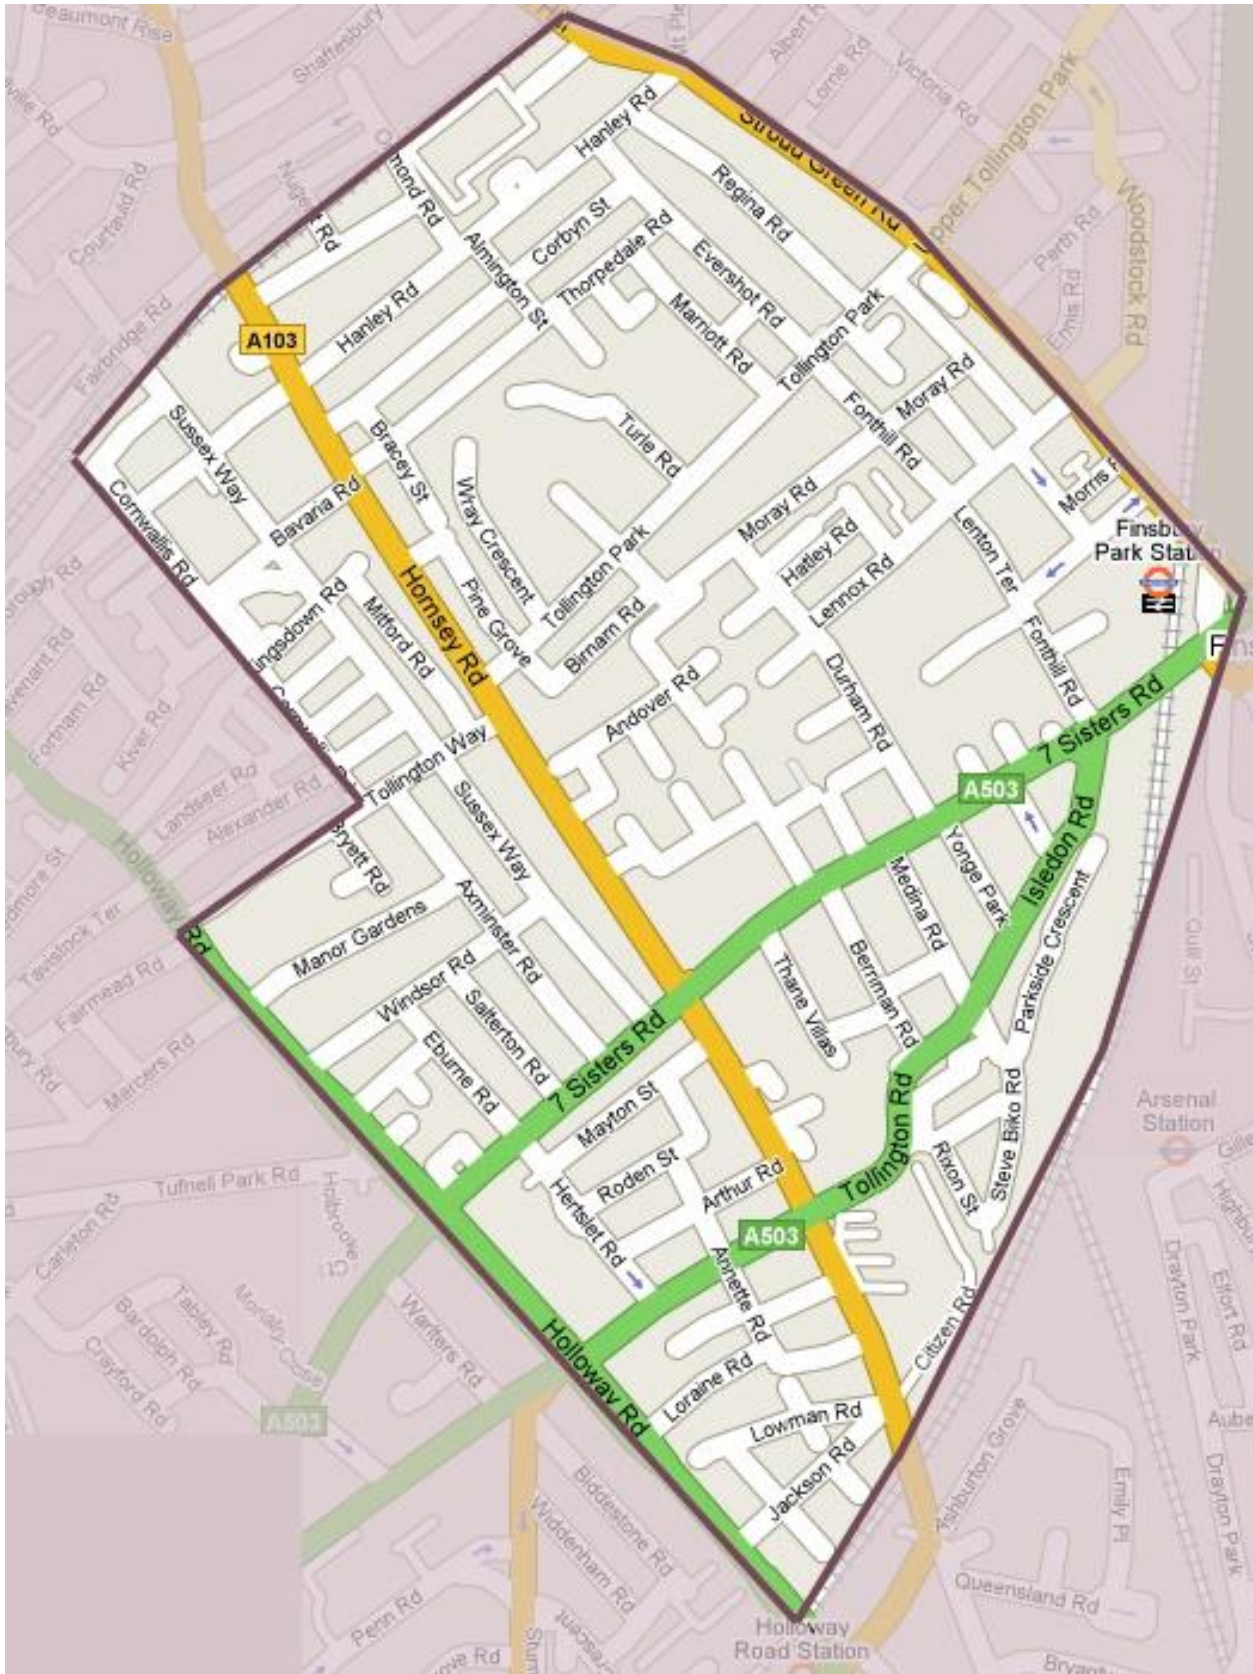 Beaumont Rise
Shaftesbury
Albert R
Lorne Rd
Victoria Rd
Hanley Rd
Stroud Green Rd
Upper Tollington Park
Woodstock Rd
Perth Rd
Ennis Rd
Courtauld Rd
Regina Rd
Corbyn St
Almington St
Thorpedale Rd
Evershot Rd
Marriott Rd
Tollington Park
Hanley Rd
A103
Fairbridge Rd
Moray Rd
Fonthill Rd
Sussex Way
Bracey St
Turle Rd
Bavaria Rd
Wray Crescent
Moray Rd
Morris
Cornwallis Rd
Hatley Rd
Lenton Ter
Finsbury
Park Station
Lennox Rd
Tollington Park
Pine Grove
Birnam Rd
Hornsey Rd
Mitford Rd
ingsdown Rd
Fonthill Rd
Andover Rd
Durham Rd
7 Sisters Rd
Fortnam Rd
Kiver Rd
Landseer Rd
Alexander Rd
Tollington Way
A503
Sussex Way
Isledon Rd
Yonge Park
Medina Rd
Bryett Rd
Axminster Rd
Manor Gardens
Holloway Rd
Tavistock Ter
Fairmead Rd
Mercers Rd
Windsor Rd
Salterton Rd
Eburne Rd
Berriman Rd
Thane Villas
Parkside Crescent
Quill St
7 Sisters Rd
Mayton St
Roden St
Arthur Rd
Hertslet Rd
Tollington Rd
Rixon St
Steve Biko Rd
Arsenal
Station
Tufnell Park Rd
Holbrooke Ct
Carleton Rd
A503
Annette Rd
Drayton Park
Elfort Rd
Tabley Rd
Bardolph Rd
Crayford Rd
Warlters Rd
Holloway Rd
Loraine Rd
Citizen Rd
A503
Lowman Rd
Jackson Rd
Ashburton Grove
Emily Pl
Drayton Park
Biddestone Rd
Widdenham Rd
Penn Rd
Queensland Rd
Holloway
Road Station